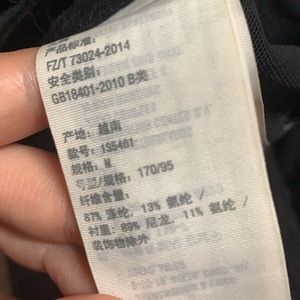 产品标准:
FZ/T 73024-2014
安全类别:
GB18401-2010 B类
产地: 越南
款号: 1S5481
规格: M
号型/规格: 170/95
纤维含量:
87% 涤纶, 13% 氨纶 /
衬里: 89% 尼龙, 11% 氨纶 /
装饰物除外